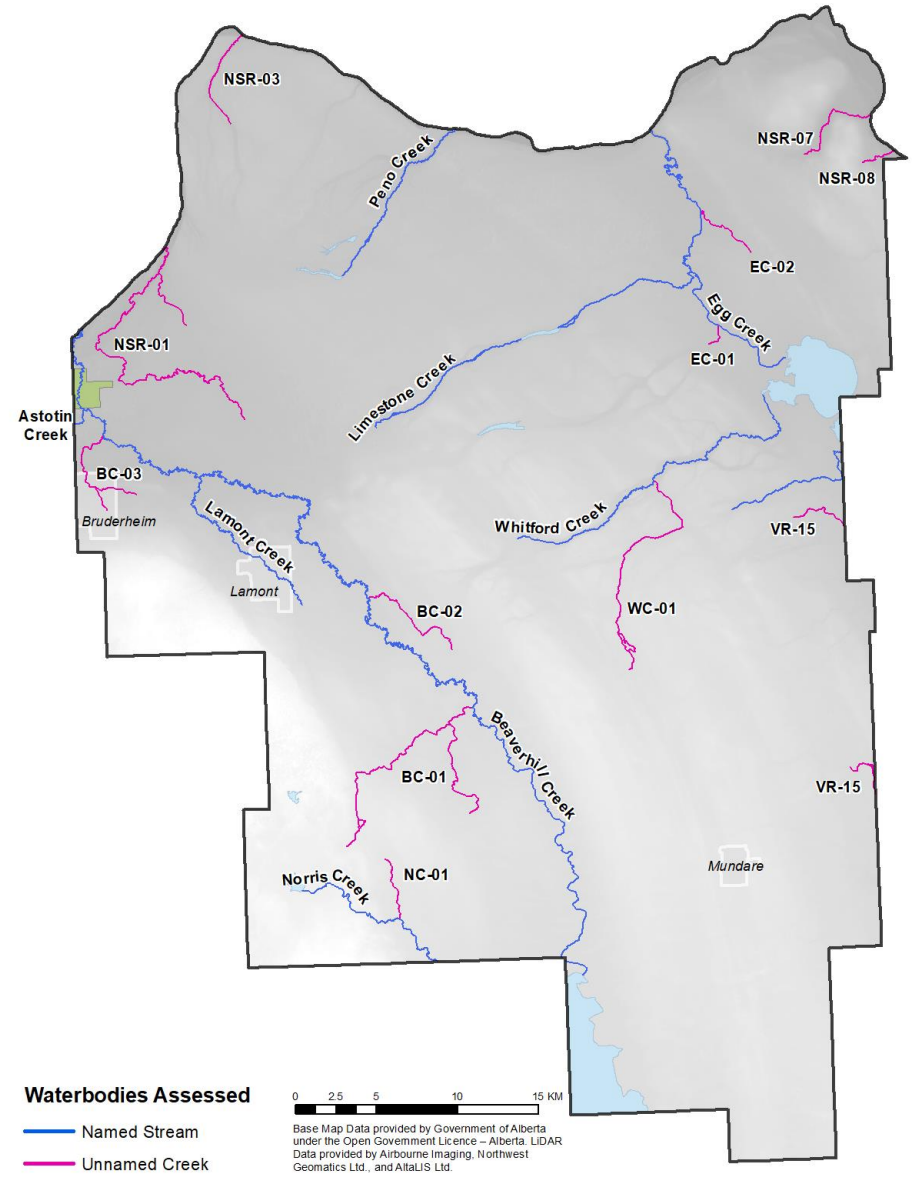 NSR-03
Peno Creek
NSR-07
NSR-08
EC-02
Egg Creek
NSR-01
EC-01
Limestone Creek
Astotin
Creek
BC-03
Bruderheim
Lamont Creek
Whitford Creek
VR-15
Lamont
BC-02
WC-01
Beaverhill Creek
BC-01
VR-15
Mundare
Norris Creek
NC-01
Waterbodies Assessed
Named Stream
Unnamed Creek
0 2.5 5 10 15 KM
Base Map Data provided by Government of Alberta
under the Open Government Licence – Alberta. LiDAR
Data provided by Airbourne Imaging, Northwest
Geomatics Ltd., and AltaLIS Ltd.